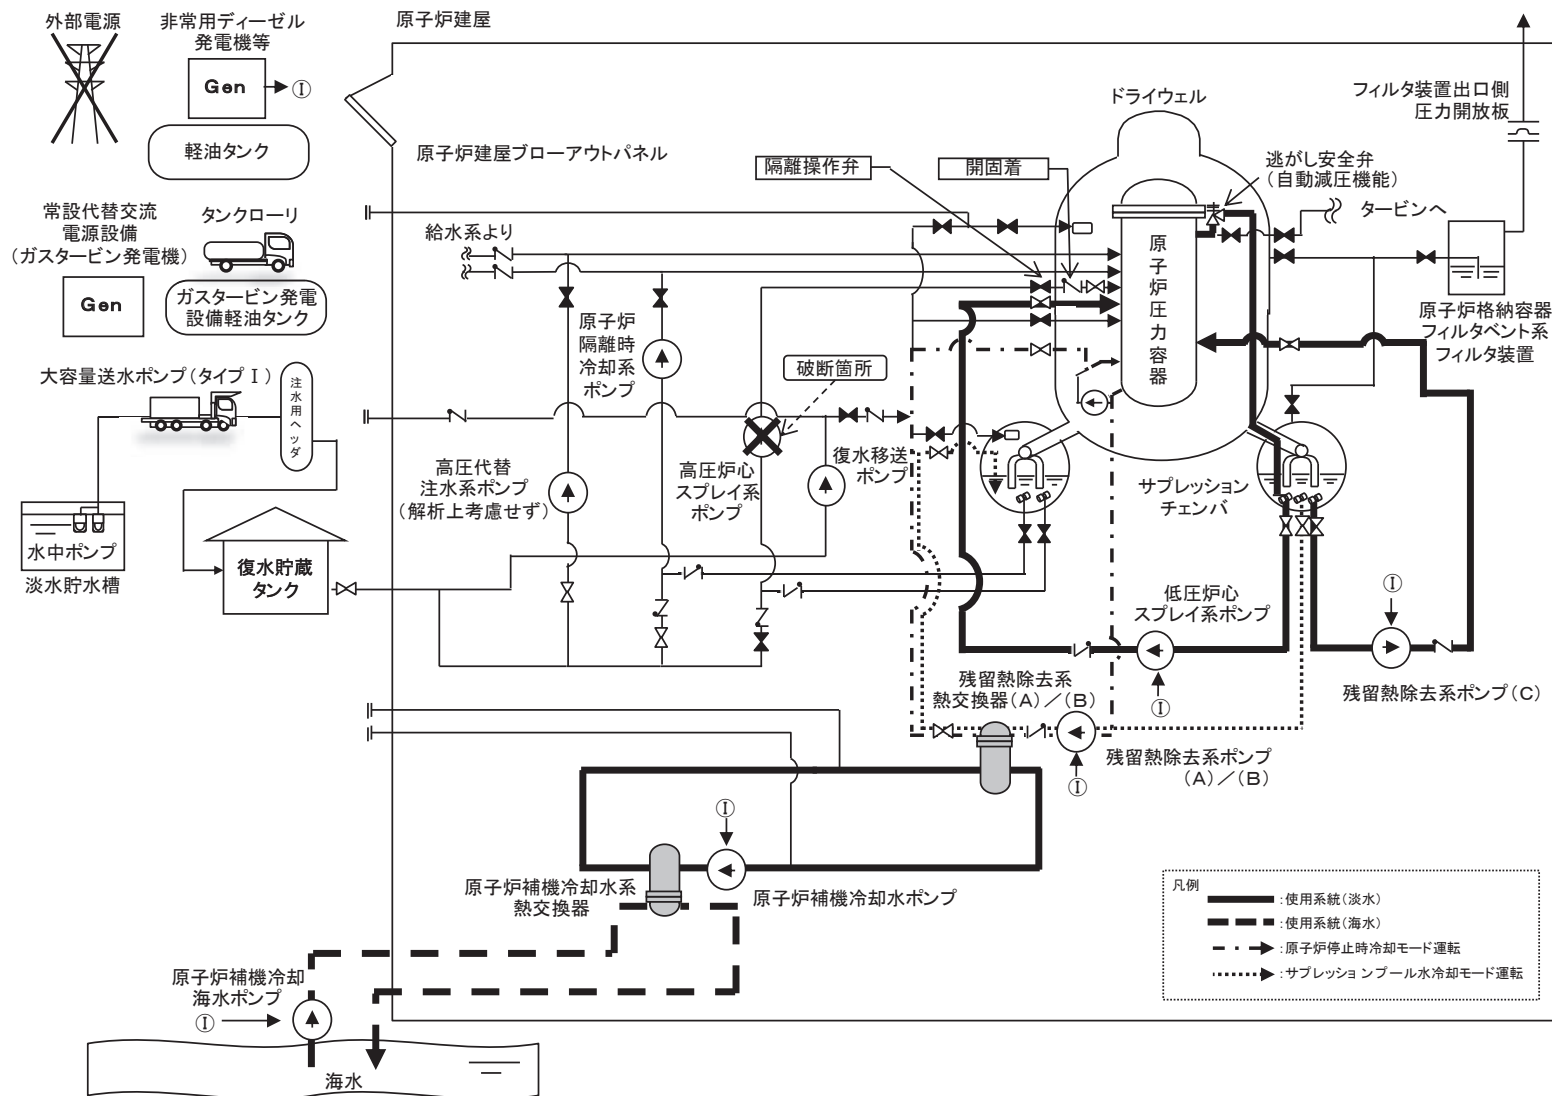 外部電源
非常用ディーゼル
発電機等
Gen
Ⓘ
軽油タンク
原子炉建屋
原子炉建屋ブローアウトパネル
常設代替交流
電源設備
(ガスタービン発電機)
Gen
タンクローリ
ガスタービン発電
設備軽油タンク
給水系より
ドライウェル
隔離操作弁
開固着
逃がし安全弁
(自動減圧機能)
タービンへ
フィルタ装置出口側
圧力開放板
原子炉圧力容器
原子炉格納容器
フィルタベント系
フィルタ装置
原子炉
隔離時
冷却系
ポンプ
破断箇所
大容量送水ポンプ(タイプⅠ)
注水用ヘッダ
水中ポンプ
淡水貯水槽
復水貯蔵
タンク
高圧代替
注水系ポンプ
(解析上考慮せず)
高圧炉心
スプレイ系
ポンプ
復水移送
ポンプ
サプレッション
チェンバ
低圧炉心
スプレイ系ポンプ
Ⓘ
Ⓘ
残留熱除去系ポンプ(C)
残留熱除去系
熱交換器(A)/(B)
残留熱除去系ポンプ
(A)/(B)
Ⓘ
Ⓘ
原子炉補機冷却水系
熱交換器
原子炉補機冷却水ポンプ
原子炉補機冷却
海水ポンプ
Ⓘ
海水
凡例
:使用系統(淡水)
:使用系統(海水)
:原子炉停止時冷却モード運転
:サプレッションプール水冷却モード運転